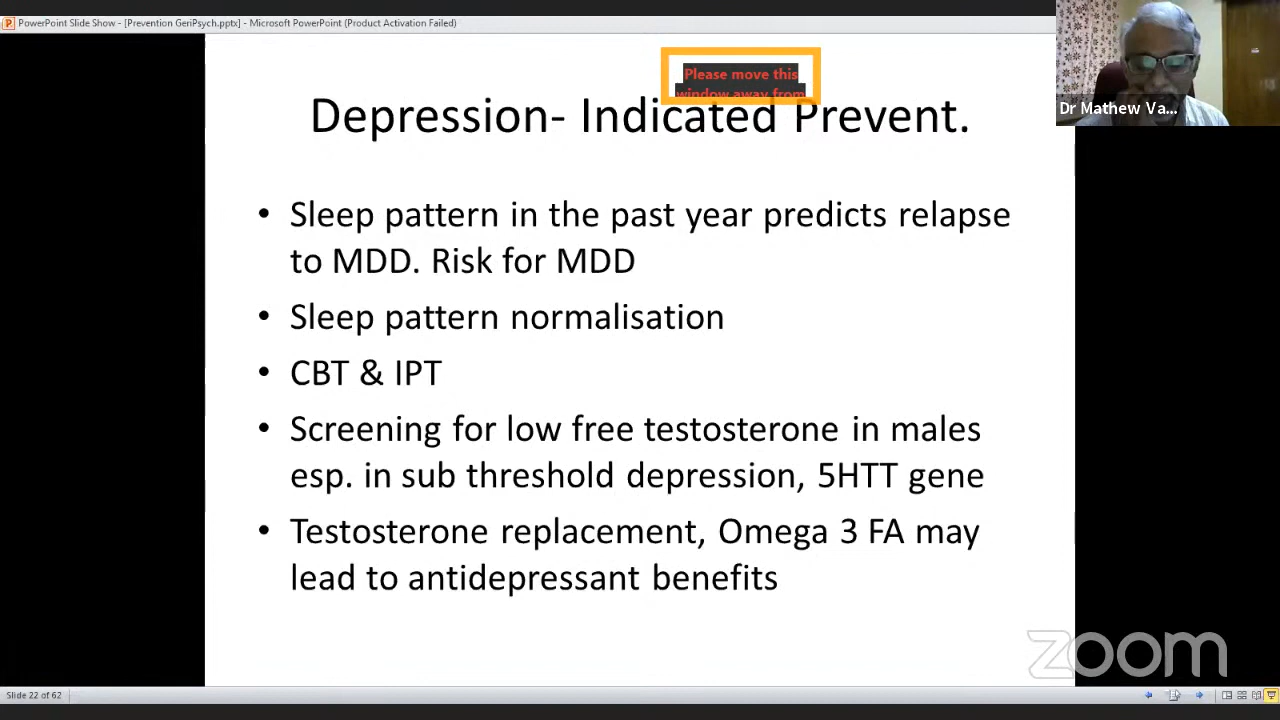 PowerPoint Slide Show - [Prevention GeriPsych.pptx] - Microsoft PowerPoint (Product Activation Failed)
Please move this
window away from
Dr Mathew Va...
Depression- Indicated Prevent.
• Sleep pattern in the past year predicts relapse
to MDD. Risk for MDD
• Sleep pattern normalisation
• CBT & IPT
• Screening for low free testosterone in males
esp. in sub threshold depression, 5HTT gene
• Testosterone replacement, Omega 3 FA may
lead to antidepressant benefits
zoom
Slide 22 of 62